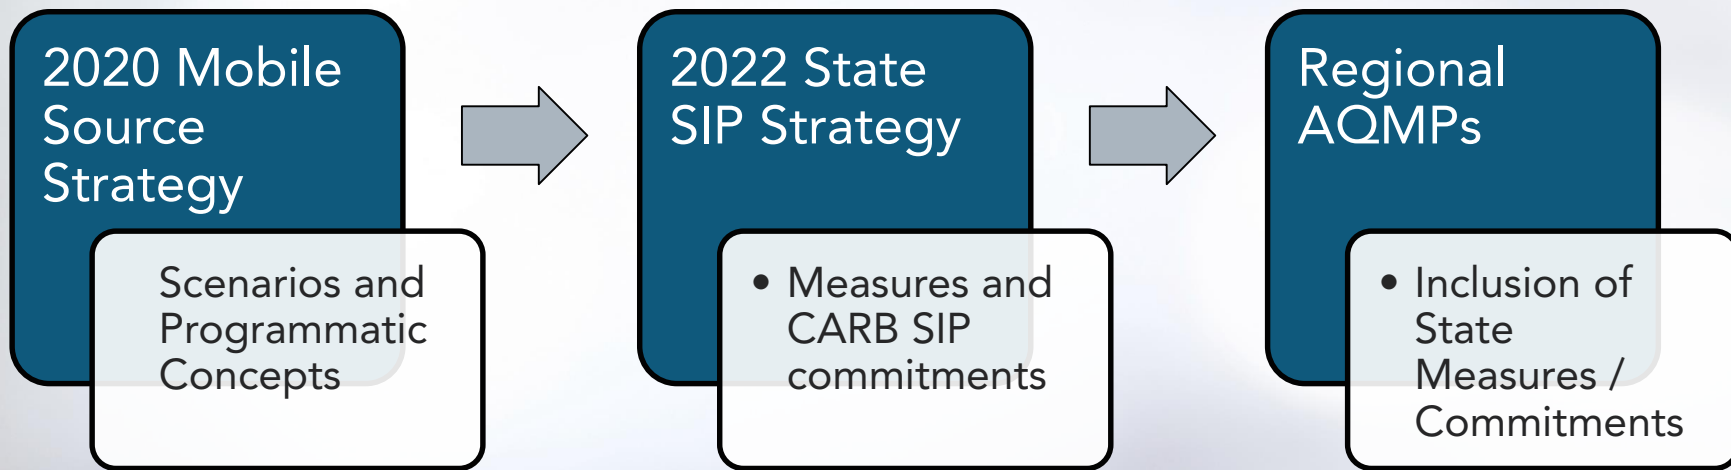 2020 Mobile
Source
Strategy
Scenarios and
Programmatic
Concepts
2022 State
SIP Strategy
• Measures and
CARB SIP
commitments
Regional
AQMPs
• Inclusion of
State
Measures /
Commitments